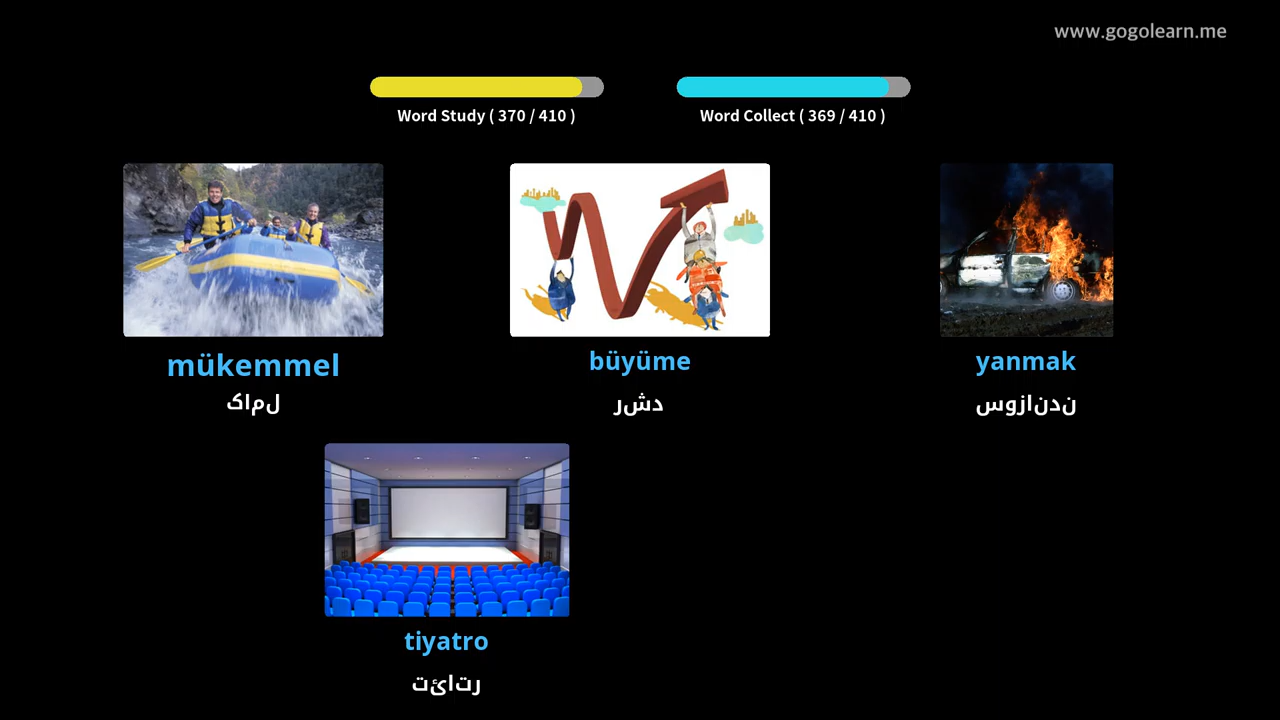 www.gogolearn.me
Word Study ( 370 / 410 )
Word Collect ( 369 / 410 )
mükemmel
büyüme
yanmak
لماک
دشر
ندنازوس
tiyatro
رتائت